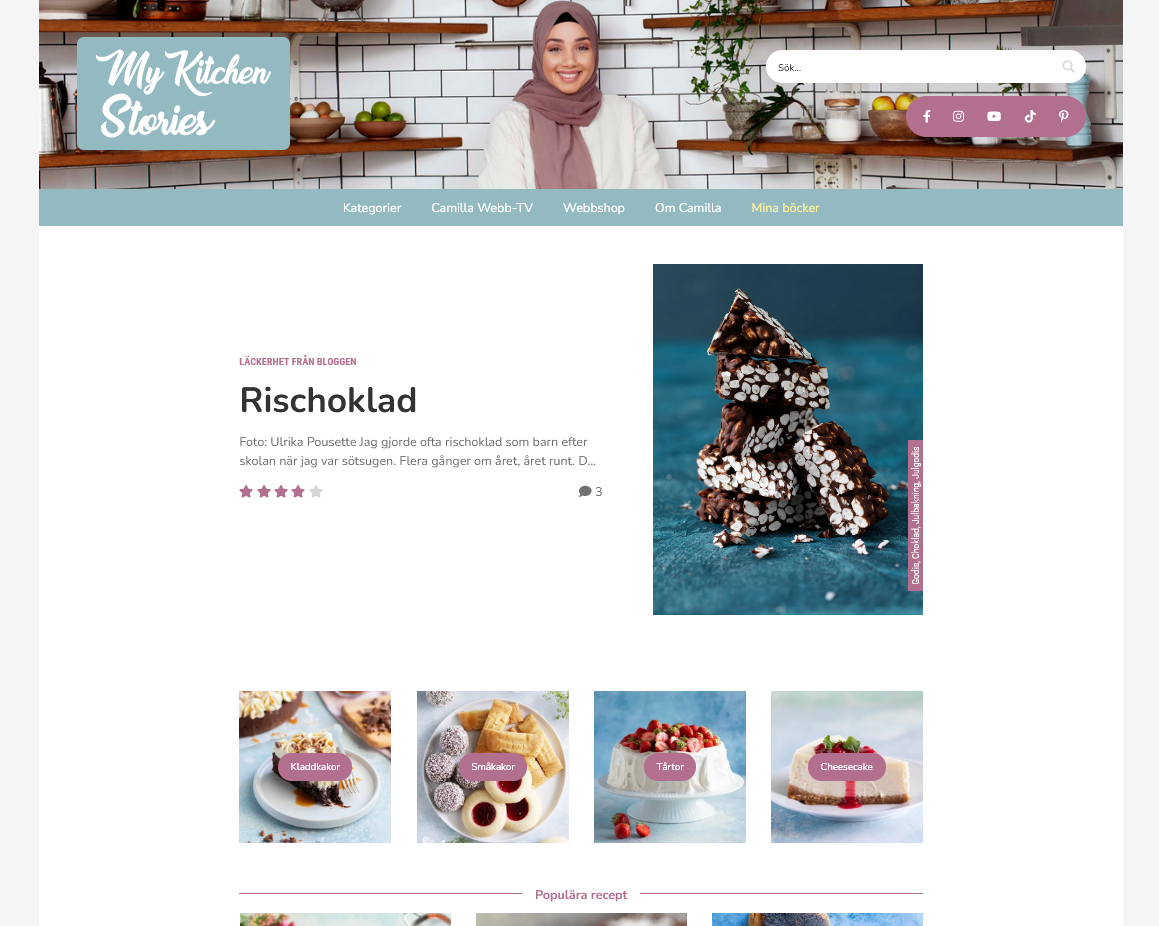 My Kitchen
Stories
Sök...
Kategorier
Camilla Webb-TV
Webbshop
Om Camilla
Mina böcker
LÄCKERHET FRÅN BLOGGEN
Rischoklad
Foto: Ulrika Pousette Jag gjorde ofta rischoklad som barn efter
skolan när jag var sötsugen. Flera gånger om året, året runt. D...
3
Godis, Choklad, Julbakning, Julgodis
Kladdkakor
Småkakor
Tårtor
Cheesecake
Populära recept